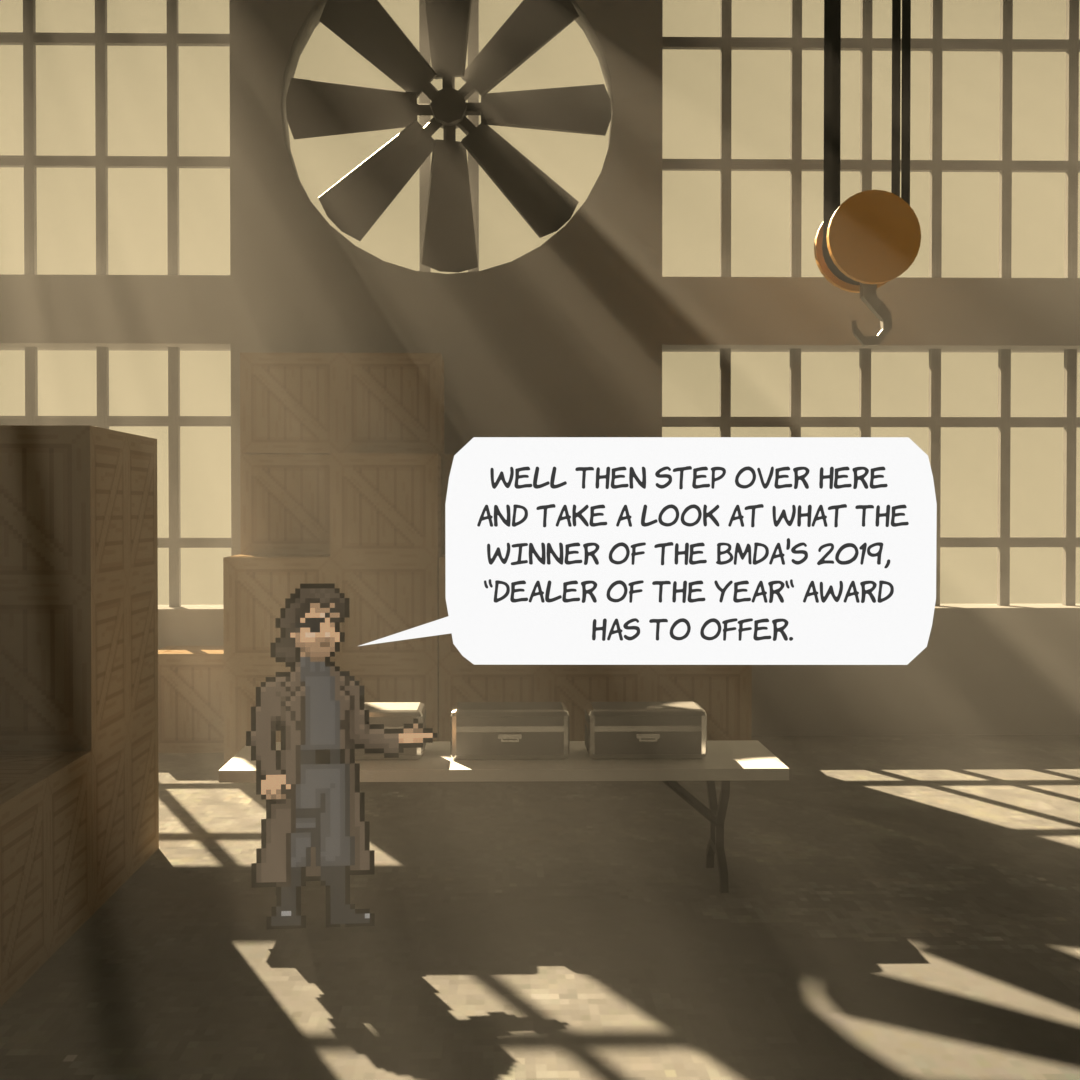 WELL THEN STEP OVER HERE
AND TAKE A LOOK AT WHAT THE
WINNER OF THE BMDA'S 2019,
"DEALER OF THE YEAR" AWARD
HAS TO OFFER.